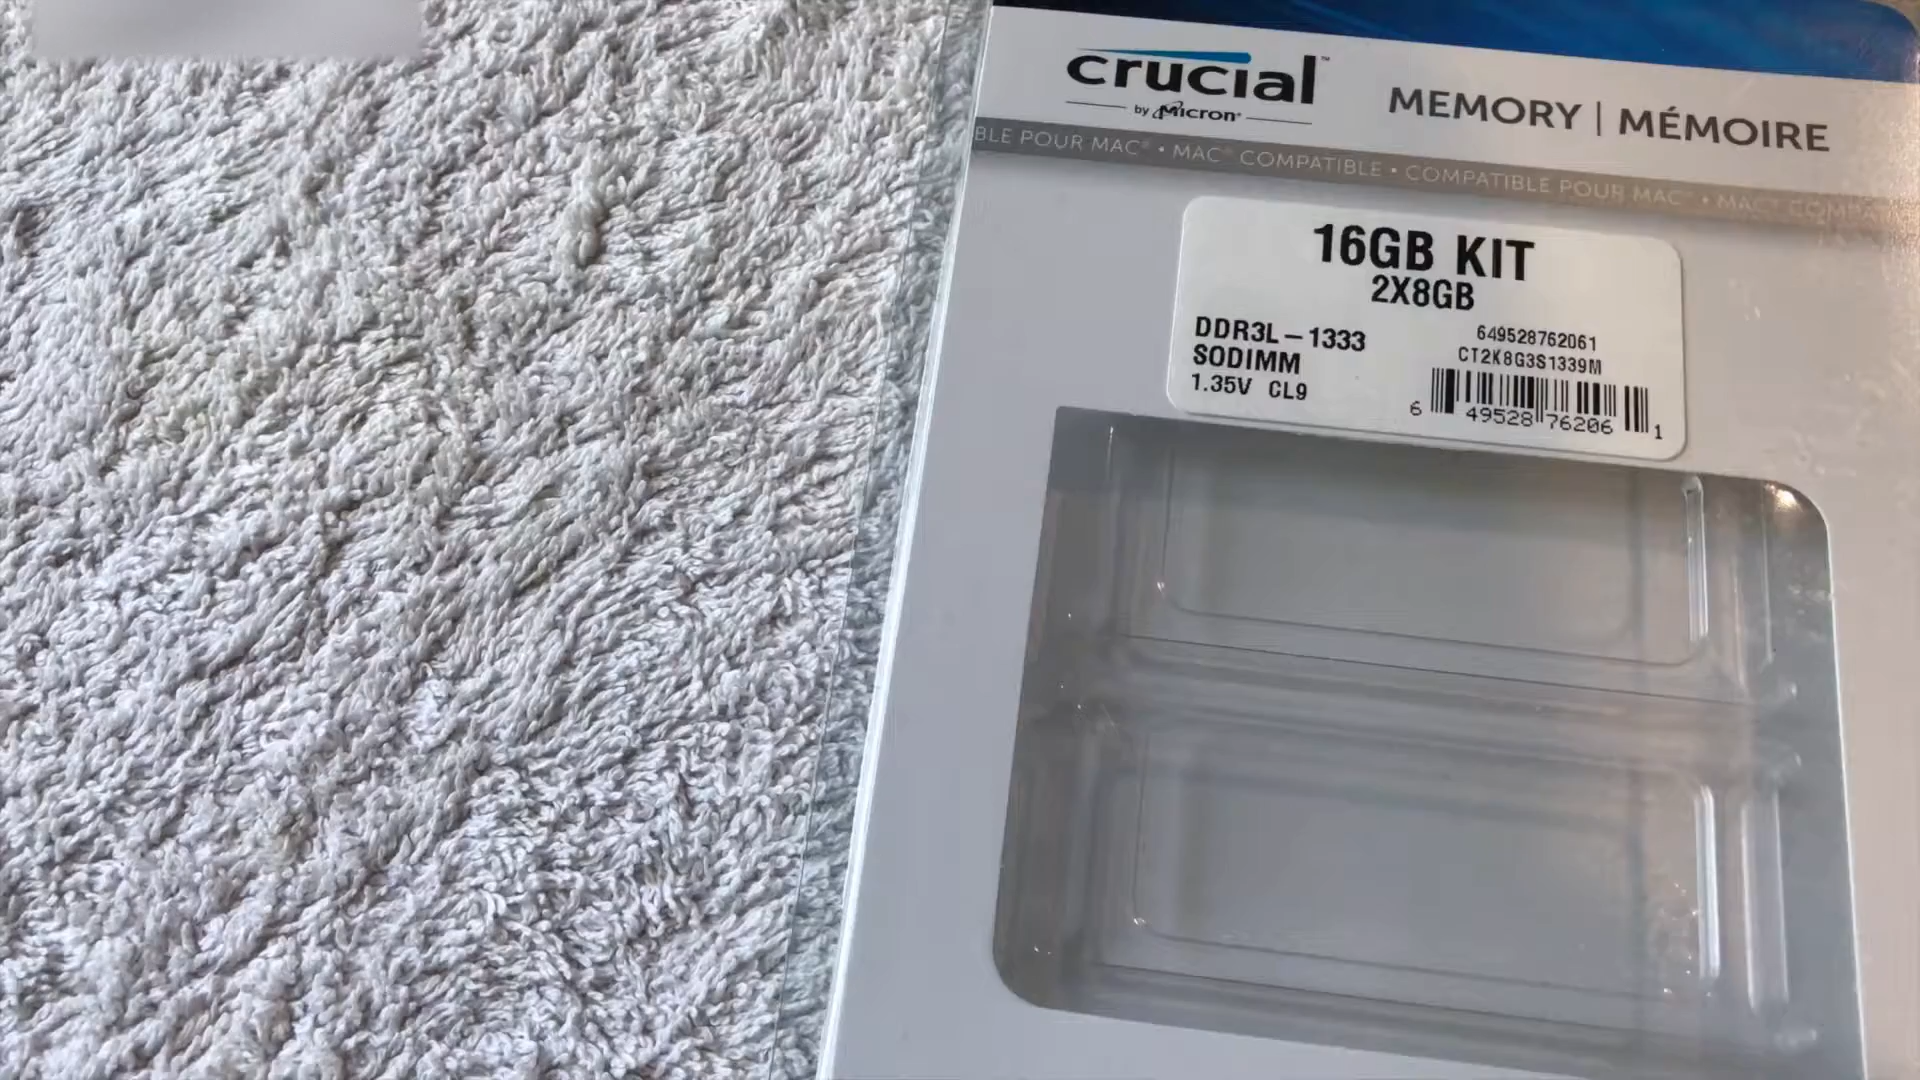 crucial™
by Micron®
MEMORY | MÉMOIRE
BLE POUR MAC® • MAC® COMPATIBLE • COMPATIBLE POUR MAC® • MAC® COMPA
16GB KIT
2X8GB
DDR3L-1333
SODIMM
1.35V CL9
649528762061
CT2K8G3S1339M
6 49528 76206 1